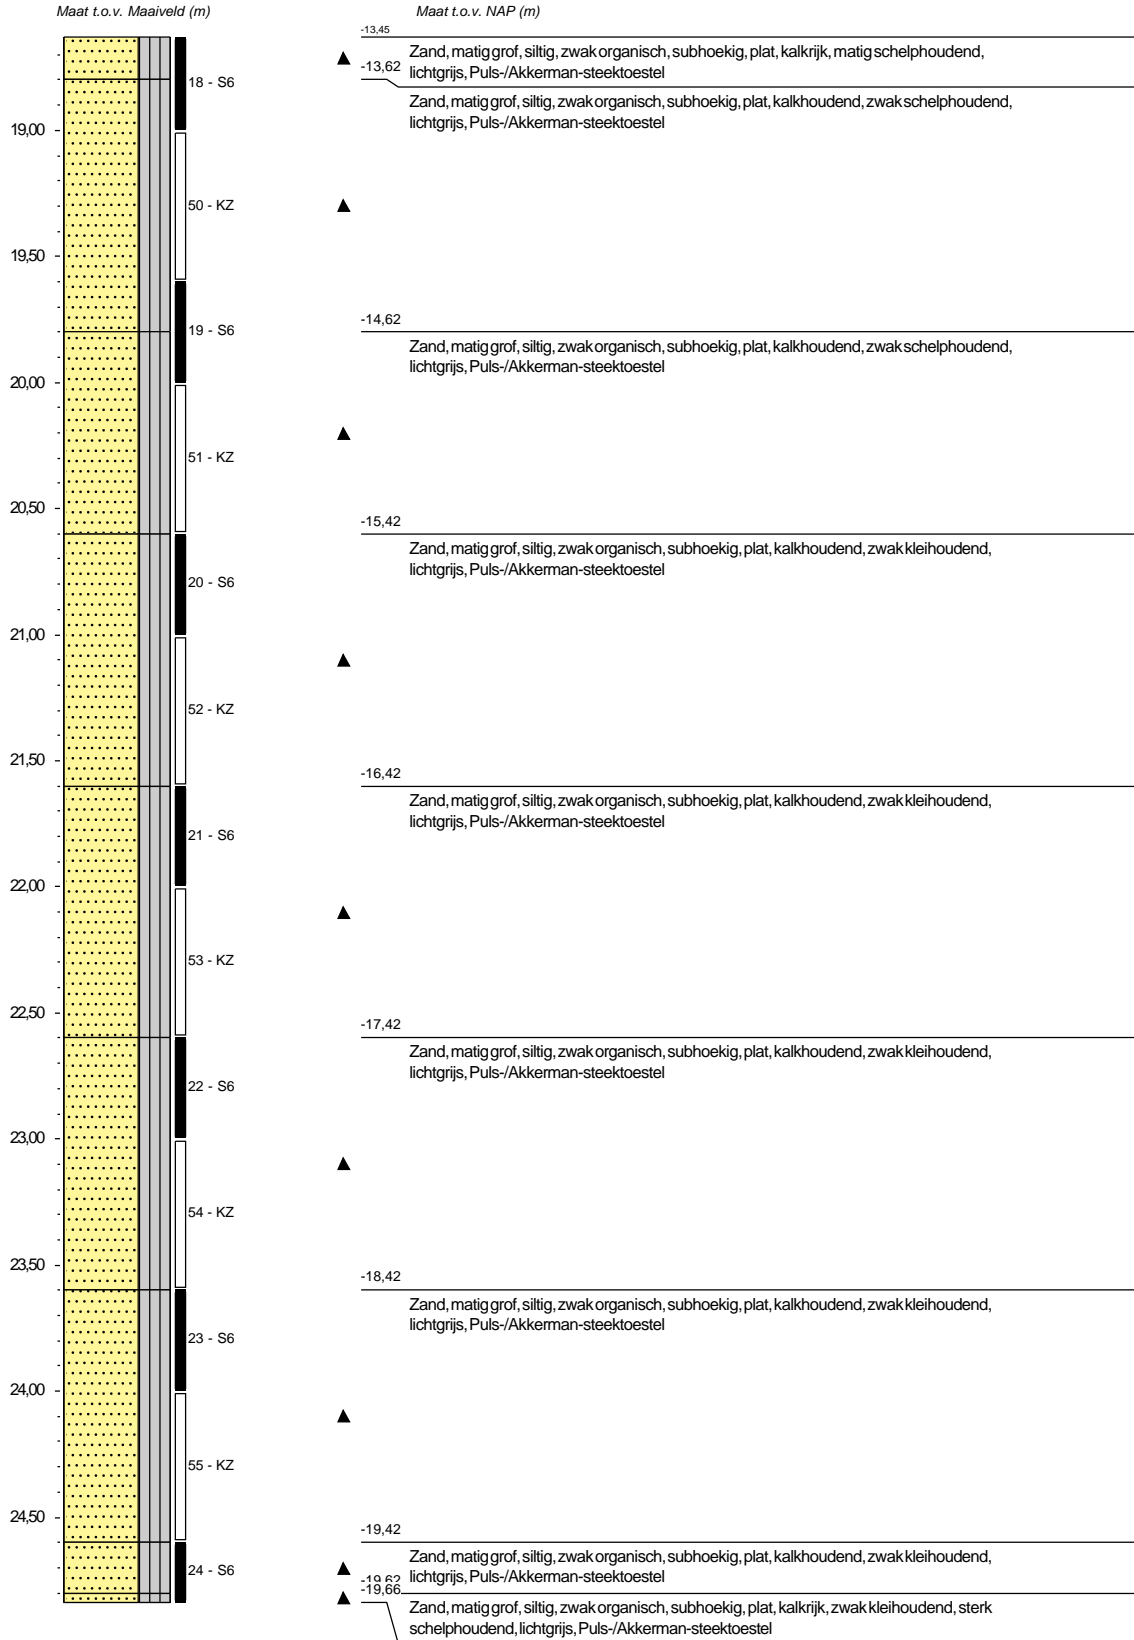 Maat t.o.v. Maaiveld (m)
Maat t.o.v. NAP (m)
-13,45
Zand, matig grof, siltig, zwak organisch, subhoekig, plat, kalkrijk, matig schelphoudend,
-13,62
lichtgrijs, Puls-/Akkerman-steektoestel
18 - S6
Zand, matig grof, siltig, zwak organisch, subhoekig, plat, kalkhoudend, zwak schelphoudend,
lichtgrijs, Puls-/Akkerman-steektoestel
19,00
50 - KZ
19,50
-14,62
19 - S6
Zand, matig grof, siltig, zwak organisch, subhoekig, plat, kalkhoudend, zwak schelphoudend,
lichtgrijs, Puls-/Akkerman-steektoestel
20,00
51 - KZ
20,50
-15,42
Zand, matig grof, siltig, zwak organisch, subhoekig, plat, kalkhoudend, zwak kleihoudend,
lichtgrijs, Puls-/Akkerman-steektoestel
20 - S6
21,00
52 - KZ
21,50
-16,42
Zand, matig grof, siltig, zwak organisch, subhoekig, plat, kalkhoudend, zwak kleihoudend,
lichtgrijs, Puls-/Akkerman-steektoestel
21 - S6
22,00
53 - KZ
22,50
-17,42
Zand, matig grof, siltig, zwak organisch, subhoekig, plat, kalkhoudend, zwak kleihoudend,
lichtgrijs, Puls-/Akkerman-steektoestel
22 - S6
23,00
54 - KZ
23,50
-18,42
Zand, matig grof, siltig, zwak organisch, subhoekig, plat, kalkhoudend, zwak kleihoudend,
lichtgrijs, Puls-/Akkerman-steektoestel
23 - S6
24,00
55 - KZ
24,50
-19,42
Zand, matig grof, siltig, zwak organisch, subhoekig, plat, kalkhoudend, zwak kleihoudend,
lichtgrijs, Puls-/Akkerman-steektoestel
24 - S6
-19,62
-19,66
Zand, matig grof, siltig, zwak organisch, subhoekig, plat, kalkrijk, zwak kleihoudend, sterk
schelphoudend, lichtgrijs, Puls-/Akkerman-steektoestel